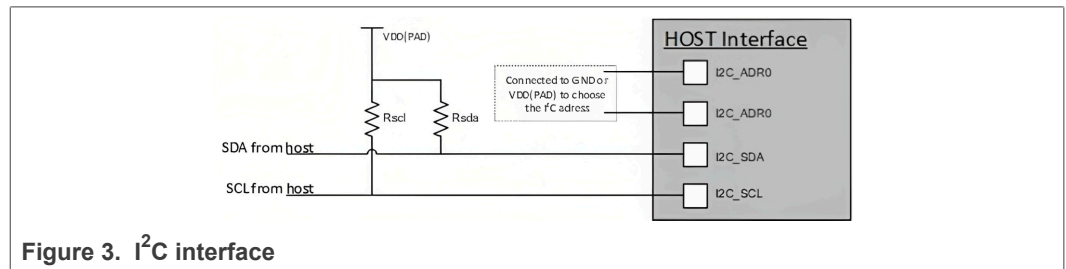 VDD(PAD)
HOST Interface
I2C_ADR0
Connected to GND or
VDD(PAD) to choose
the I²C adress
I2C_ADR0
Rscl
Rsda
SDA from host
I2C_SDA
SCL from host
I2C_SCL
Figure 3. I²C interface